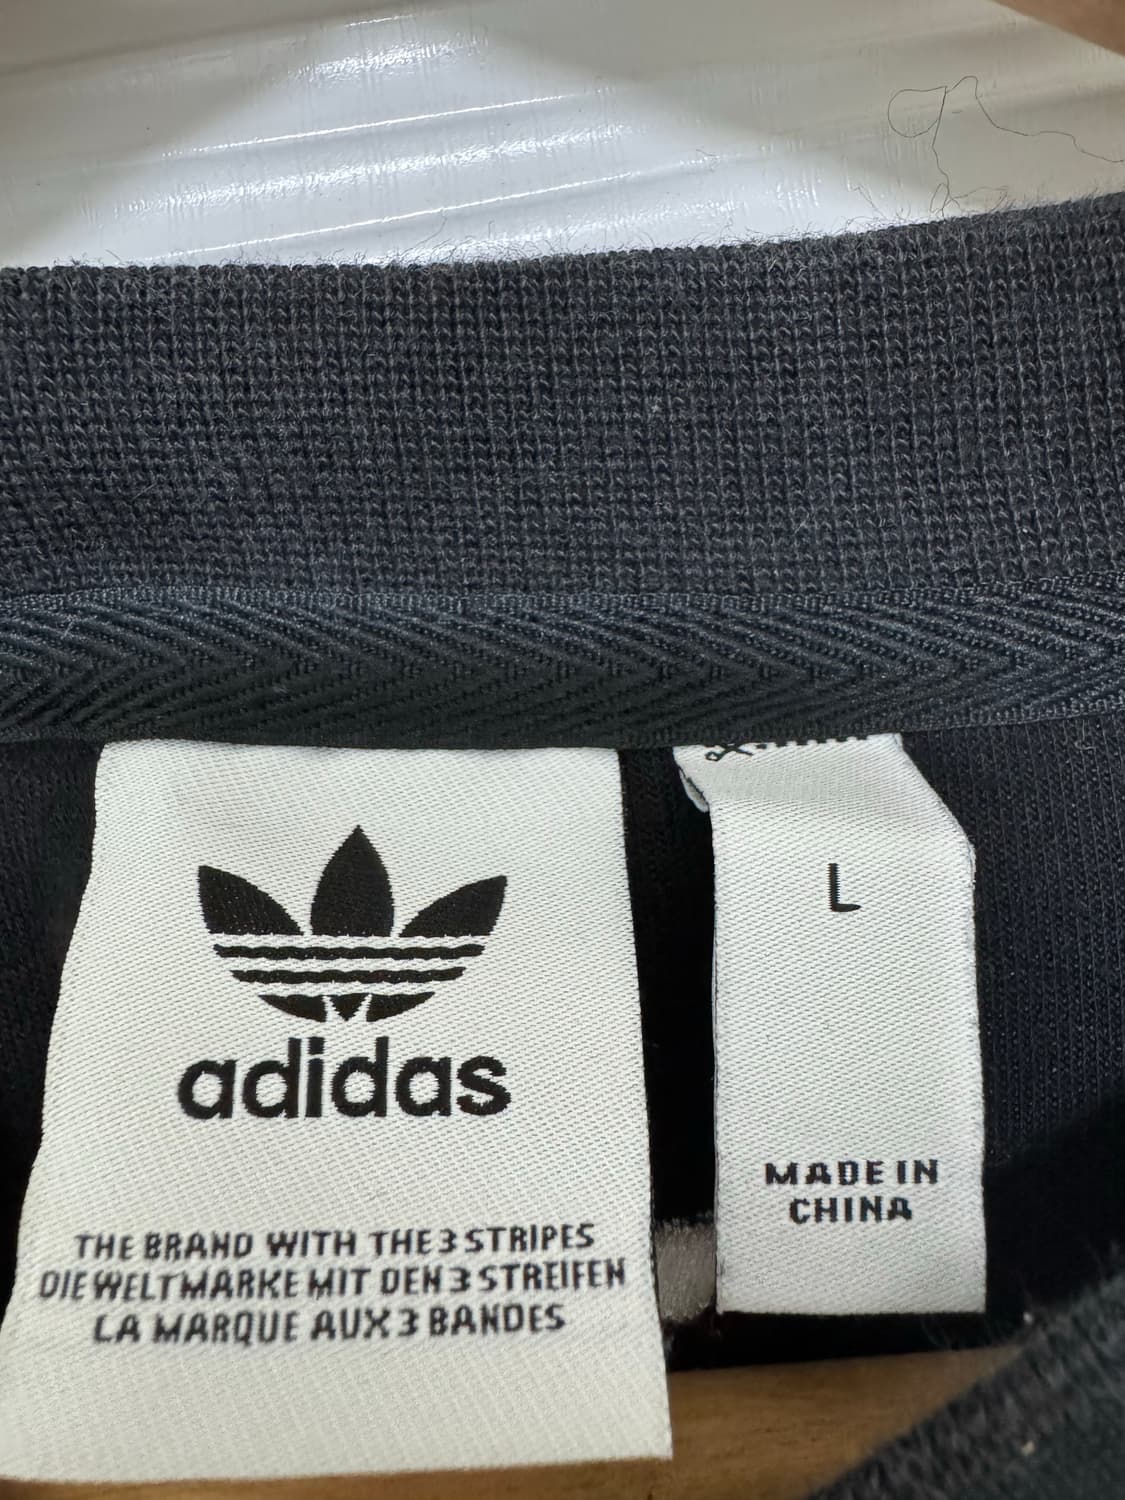 adidas
THE BRAND WITH THE 3 STRIPES
DIE WELTMARKE MIT DEN 3 STREIFEN
LA MARQUE AUX 3 BANDES
L
MADE IN
CHINA